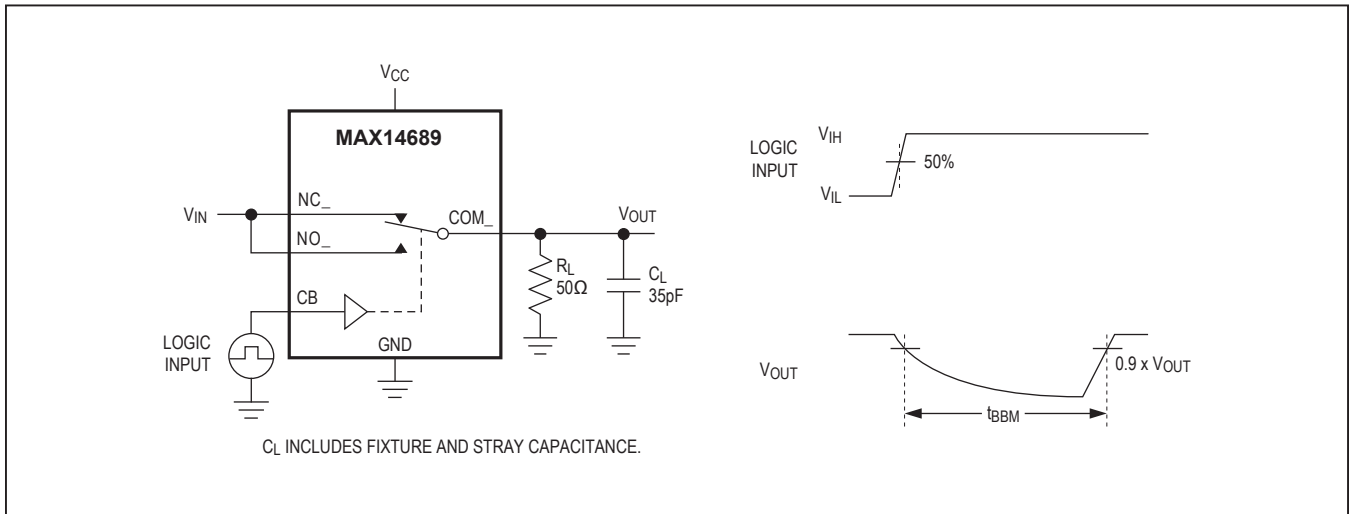 VCC
MAX14689
VIN
NC_
NO_
COM_
VOUT
RL
50Ω
CL
35pF
CB
LOGIC
INPUT
GND
CL INCLUDES FIXTURE AND STRAY CAPACITANCE.
LOGIC
INPUT
VIH
50%
VIL
VOUT
0.9 x VOUT
tBBM